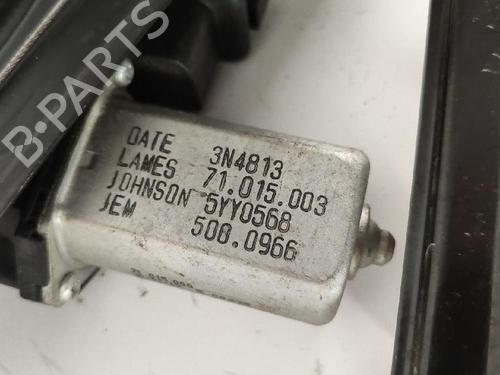 B-PARTS
DATE 3N4813
LAMES 71.015.003
JOHNSON 5YY0568
JEM 500.0966